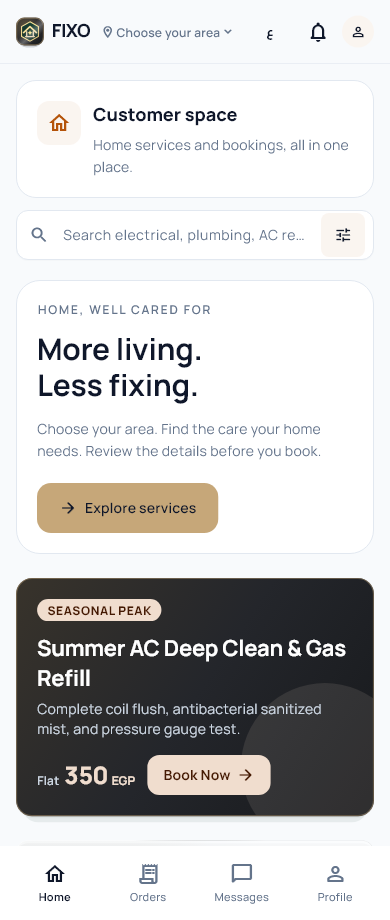 FIXO
Choose your area
ع
Customer space
Home services and bookings, all in one
place.
Search electrical, plumbing, AC re…
HOME, WELL CARED FOR
More living.
Less fixing.
Choose your area. Find the care your home
needs. Review the details before you book.
Explore services
SEASONAL PEAK
Summer AC Deep Clean & Gas
Refill
Complete coil flush, antibacterial sanitized
mist, and pressure gauge test.
Flat 350 EGP
Book Now
Home
Orders
Messages
Profile